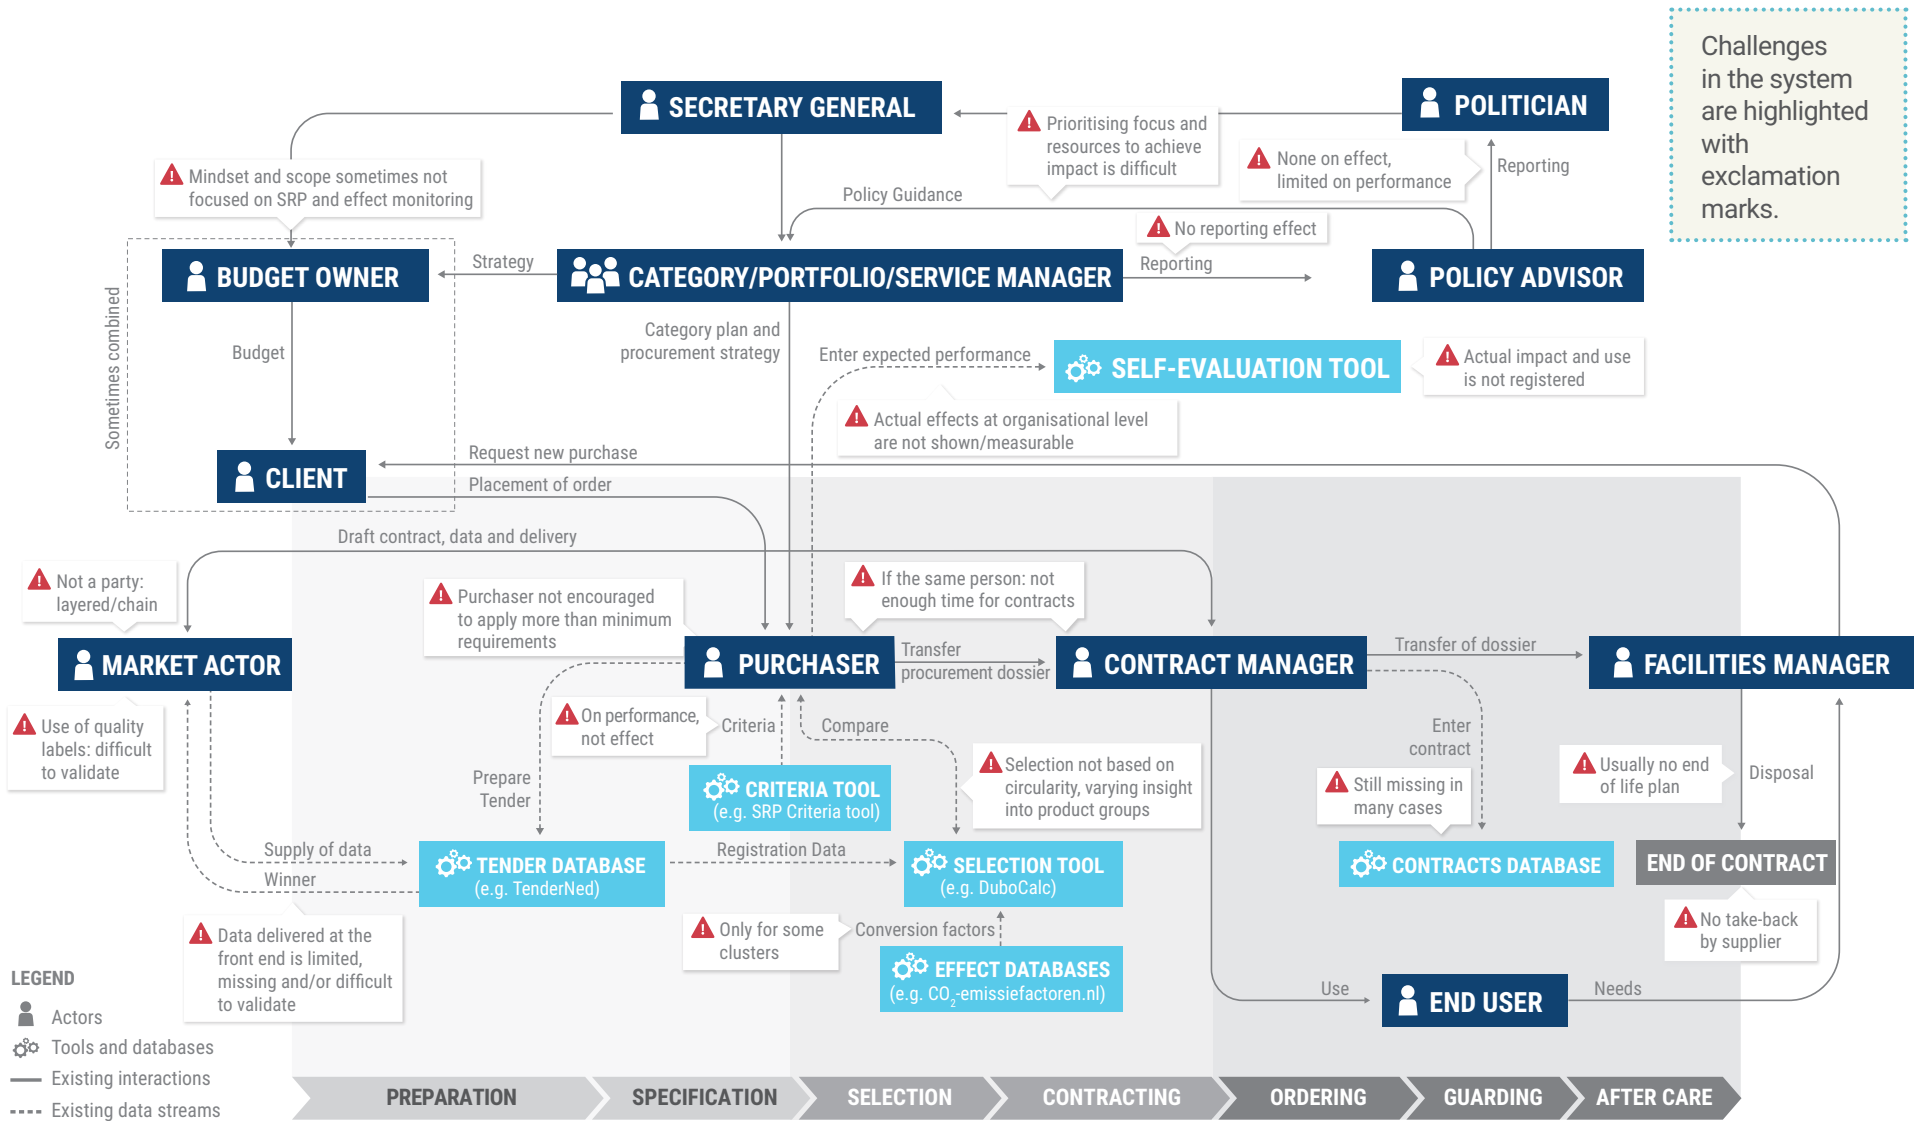 Challenges
in the system
are highlighted
with
exclamation
marks.
SECRETARY GENERAL
POLITICIAN
Prioritising focus and
resources to achieve
impact is difficult
None on effect,
limited on performance
Reporting
Mindset and scope sometimes not
focused on SRP and effect monitoring
Policy Guidance
No reporting effect
Sometimes combined
BUDGET OWNER
Strategy
CATEGORY/PORTFOLIO/SERVICE MANAGER
Reporting
POLICY ADVISOR
Budget
Category plan and
procurement strategy
Enter expected performance
SELF-EVALUATION TOOL
Actual impact and use
is not registered
Actual effects at organisational level
are not shown/measurable
CLIENT
Request new purchase
Placement of order
Draft contract, data and delivery
Not a party:
layered/chain
Purchaser not encouraged
to apply more than minimum
requirements
If the same person: not
enough time for contracts
MARKET ACTOR
PURCHASER
Transfer
procurement dossier
CONTRACT MANAGER
Transfer of dossier
FACILITIES MANAGER
Use of quality
labels: difficult
to validate
On performance,
not effect
Criteria
Compare
Enter
contract
Prepare
Tender
CRITERIA TOOL
(e.g. SRP Criteria tool)
Selection not based on
circularity, varying insight
into product groups
Still missing in
many cases
Usually no end
of life plan
Disposal
Supply of data
Winner
TENDER DATABASE
(e.g. TenderNed)
Registration Data
SELECTION TOOL
(e.g. DuboCalc)
CONTRACTS DATABASE
END OF CONTRACT
Data delivered at the
front end is limited,
missing and/or difficult
to validate
Only for some
clusters
Conversion factors
EFFECT DATABASES
(e.g. CO2-emissiefactoren.nl)
No take-back
by supplier
Use
END USER
Needs
LEGEND
Actors
Tools and databases
Existing interactions
Existing data streams
PREPARATION
SPECIFICATION
SELECTION
CONTRACTING
ORDERING
GUARDING
AFTER CARE